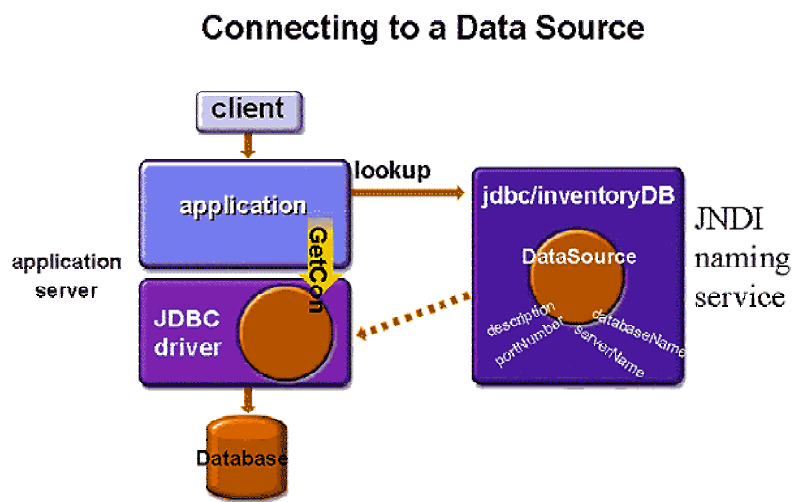 Connecting to a Data Source
client
lookup
application
jdbc/inventoryDB
JNDI
naming
service
GetCon
DataSource
application
server
JDBC
driver
description
portNumber
databaseName
serverName
Database